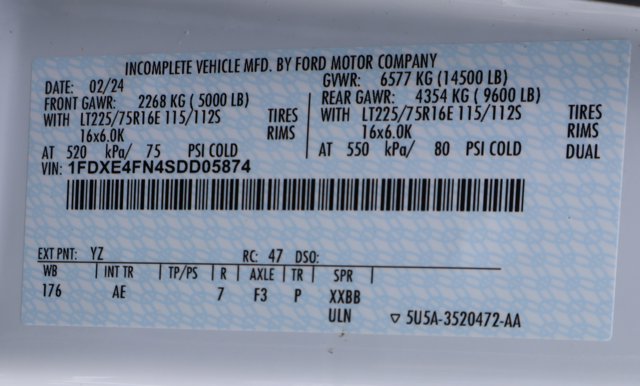 INCOMPLETE VEHICLE MFD. BY FORD MOTOR COMPANY
DATE: 02/24 GVWR: 6577 KG (14500 LB)
FRONT GAWR: 2268 KG (5000 LB) REAR GAWR: 4354 KG (9600 LB)
WITH LT225/75R16E 115/112S TIRES WITH LT225/75R16E 115/112S TIRES
16x6.0K RIMS 16x6.0K RIMS
AT 520 kPa/ 75 PSI COLD AT 550 kPa/ 80 PSI COLD DUAL
VIN: 1FDXE4FN4SDD05874
EXT PNT: YZ RC: 47 DSO:
WB INT TR TP/PS R AXLE TR SPR
176 AE 7 F3 P XXBB
ULN ▽ 5U5A-3520472-AA